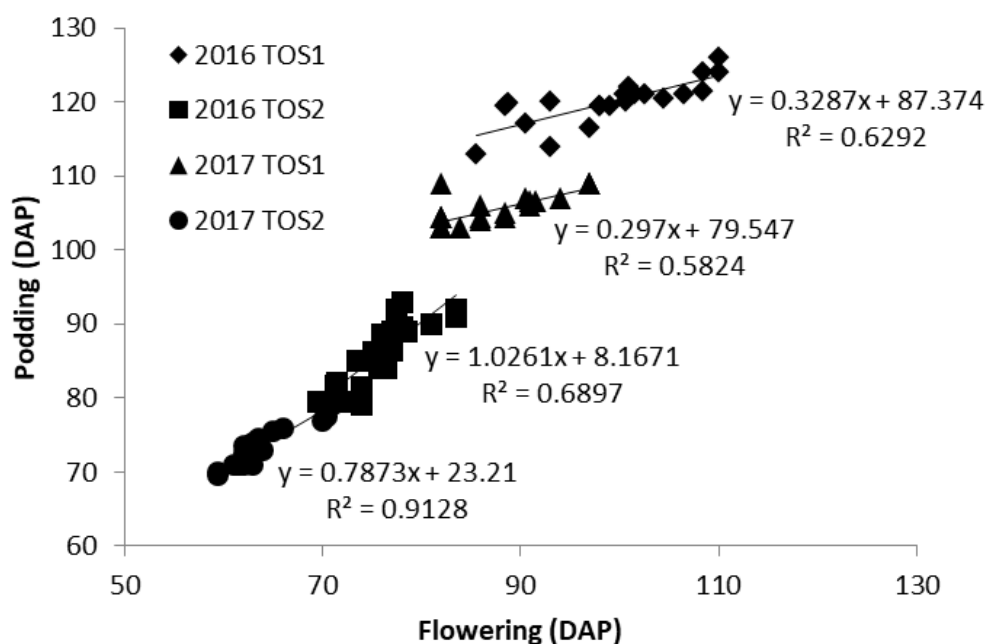 130
120
110
100
90
80
70
60
Podding (DAP)
2016 TOS1
2016 TOS2
2017 TOS1
2017 TOS2
y = 0.3287x + 87.374
R² = 0.6292
y = 0.297x + 79.547
R² = 0.5824
y = 1.0261x + 8.1671
R² = 0.6897
y = 0.7873x + 23.21
R² = 0.9128
50 70 90 110 130
Flowering (DAP)